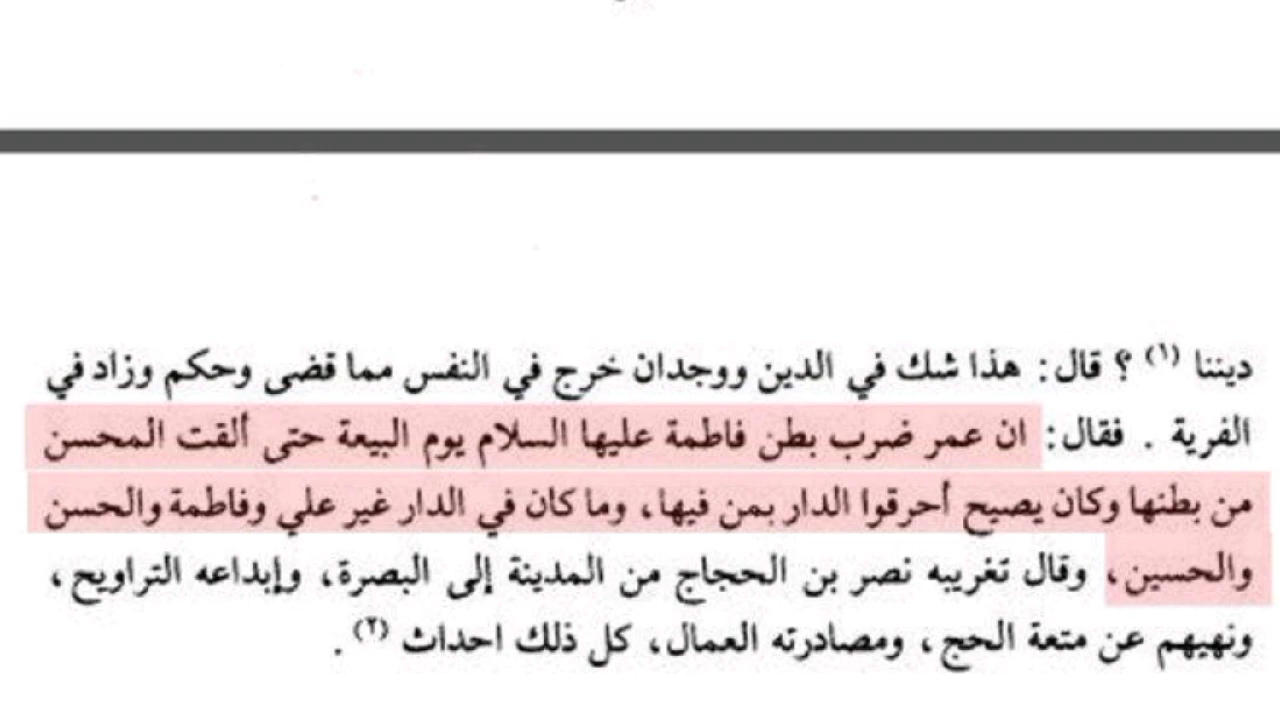 ديننا (١) ؟ قال: هذا شك في الدين ووجدان خرج في النفس مما قضى وحكم وزاد في
الفرية . فقال: ان عمر ضرب بطن فاطمة عليها السلام يوم البيعة حتى ألقت المحسن
من بطنها وكان يصيح أحرقوا الدار بمن فيها، وما كان في الدار غير علي وفاطمة والحسن
والحسين، وقال تغريبه نصر بن الحجاج من المدينة إلى البصرة، وإبداعه التراويح،
ونهيهم عن متعة الحج، ومصادرته العمال، كل ذلك احداث (٢) .